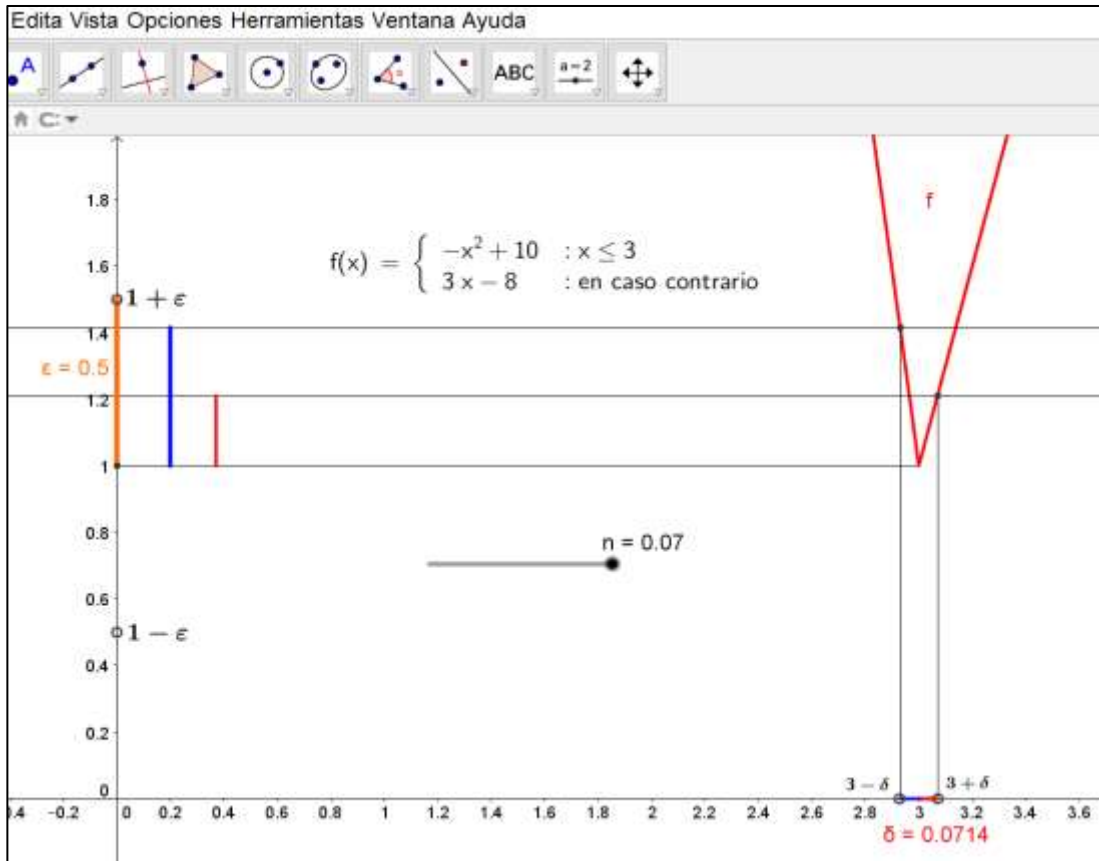 Edita Vista Opciones Herramientas Ventana Ayuda
A
ABC
a = 2
1.8
f
f(x) = { −x² + 10 : x ≤ 3
3 x − 8 : en caso contrario
1.6
1 + ε
1.4
ε = 0.5
1.2
1
0.8
n = 0.07
0.6
1 − ε
0.4
0.2
0
3 − δ
3 + δ
0.4 −0.2 0 0.2 0.4 0.6 0.8 1 1.2 1.4 1.6 1.8 2 2.2 2.4 2.6 2.8 3 3.2 3.4 3.6
δ = 0.0714